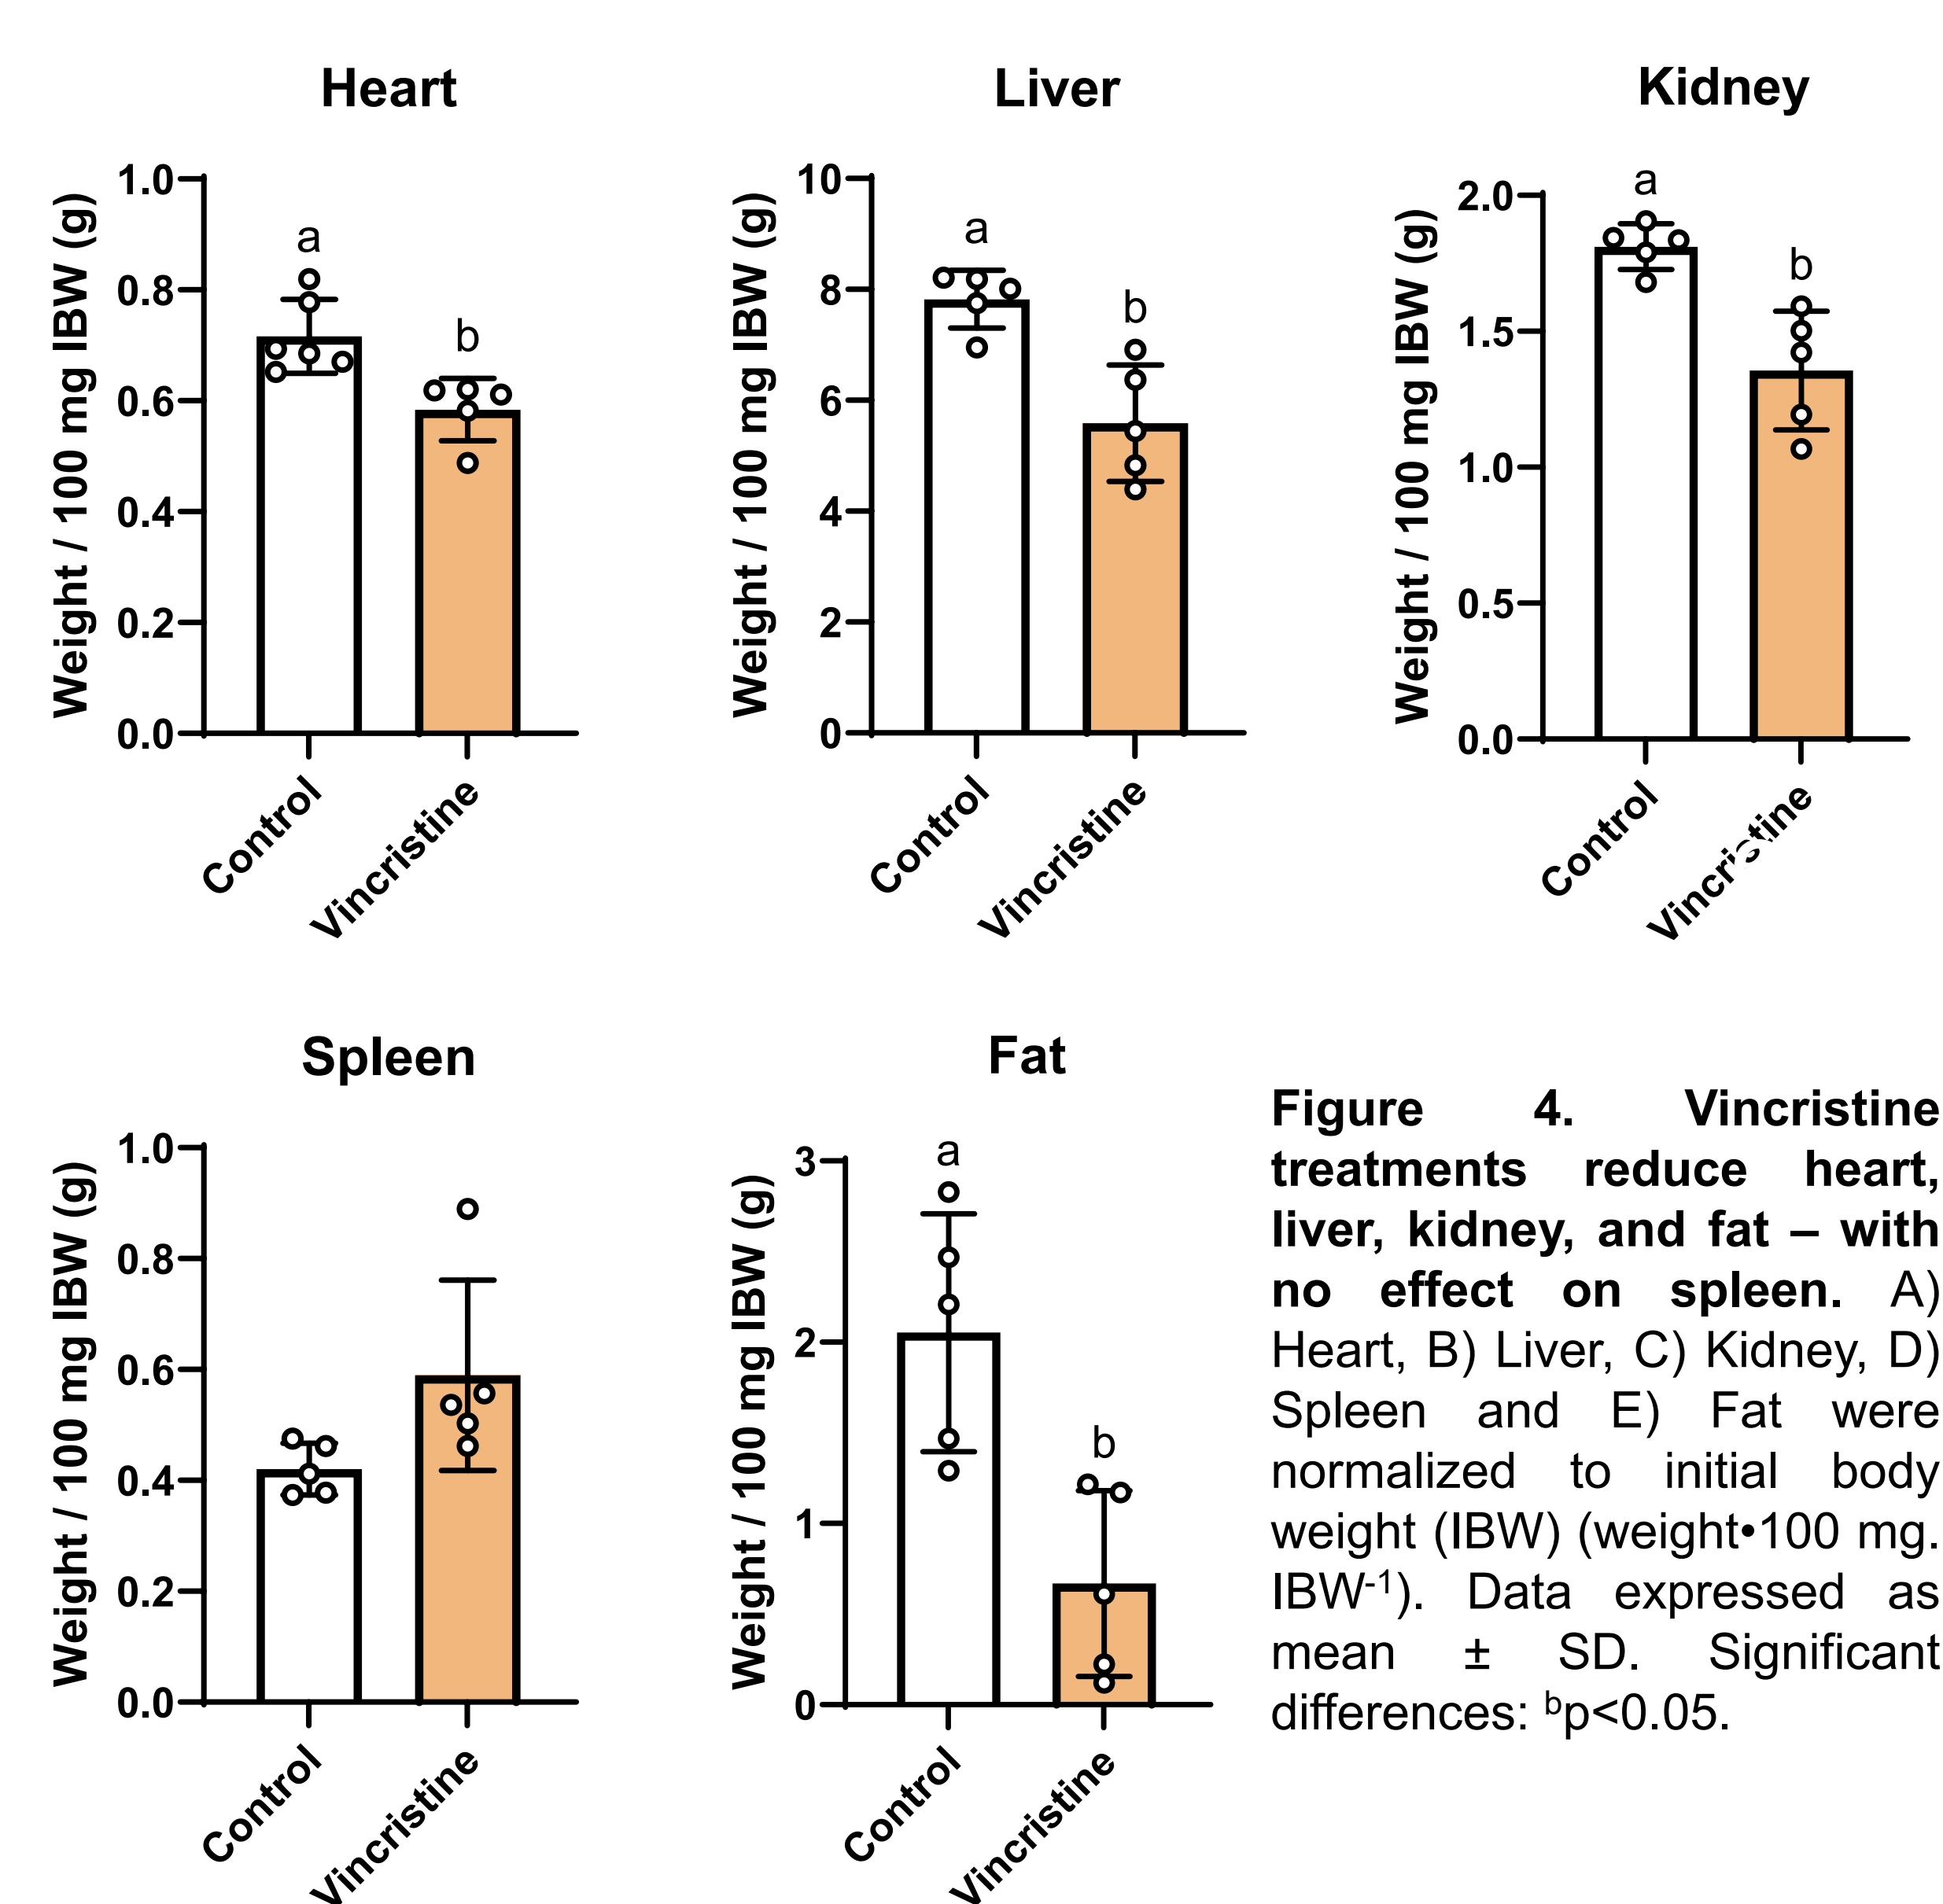 Heart
Weight / 100 mg IBW (g)
1.0
0.8
0.6
0.4
0.2
0.0
a
b
Control
Vincristine
Liver
Weight / 100 mg IBW (g)
10
8
6
4
2
0
a
b
Control
Vincristine
Kidney
Weight / 100 mg IBW (g)
2.0
1.5
1.0
0.5
0.0
a
b
Control
Vincristine
Spleen
Weight / 100 mg IBW (g)
1.0
0.8
0.6
0.4
0.2
0.0
Control
Vincristine
Fat
Weight / 100 mg IBW (g)
3
2
1
0
a
b
Control
Vincristine
Figure 4. Vincristine
treatments reduce heart,
liver, kidney, and fat – with
no effect on spleen. A)
Heart, B) Liver, C) Kidney, D)
Spleen and E) Fat were
normalized to initial body
weight (IBW) (weight•100 mg.
IBW⁻¹). Data expressed as
mean ± SD. Significant
differences: ᵇp<0.05.